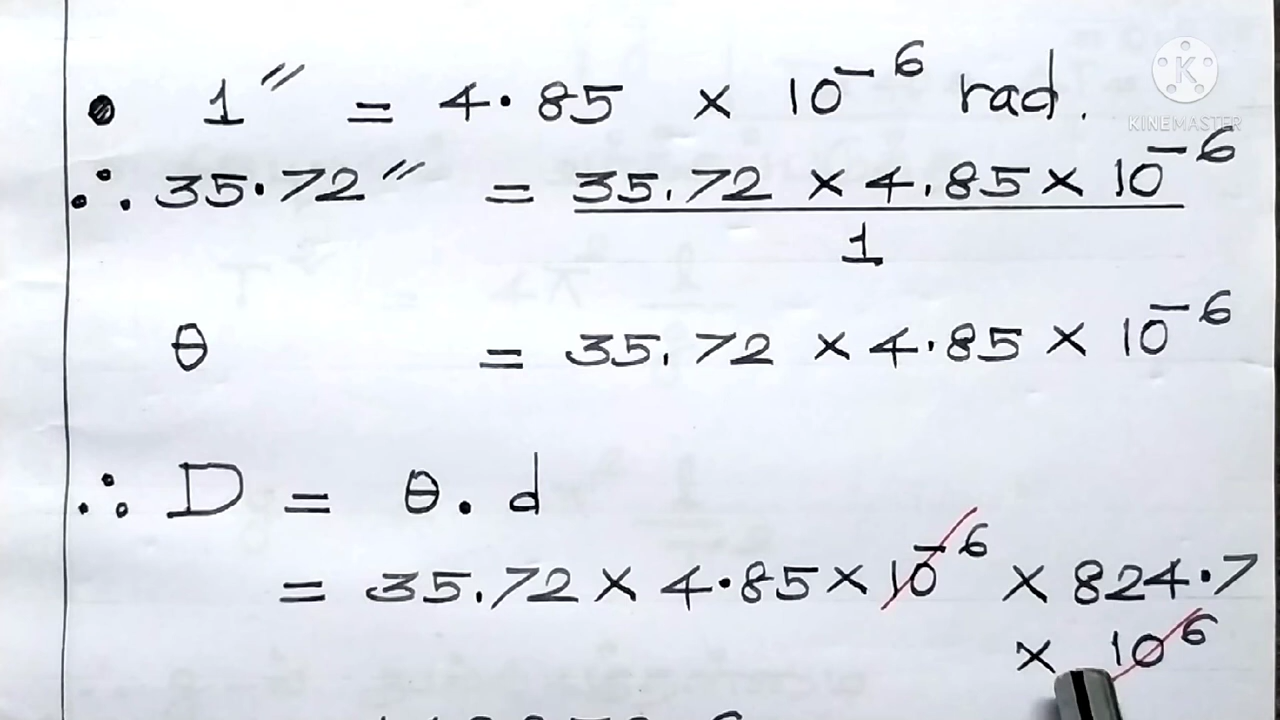 • 1″ = 4.85 × 10⁻⁶ rad.
KINEMASTER
∴ 35.72″ = 35.72 × 4.85 × 10⁻⁶
1
θ = 35.72 × 4.85 × 10⁻⁶
∴ D = θ.d
= 35.72 × 4.85 × 10⁻⁶ × 824.7
× 10⁶